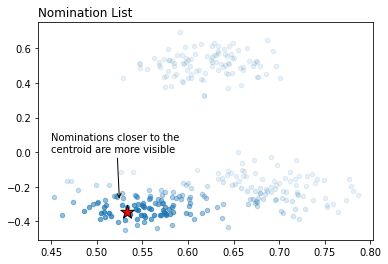 Nomination List
0.6
0.4
0.2
0.0
−0.2
−0.4
Nominations closer to the
centroid are more visible
0.45 0.50 0.55 0.60 0.65 0.70 0.75 0.80